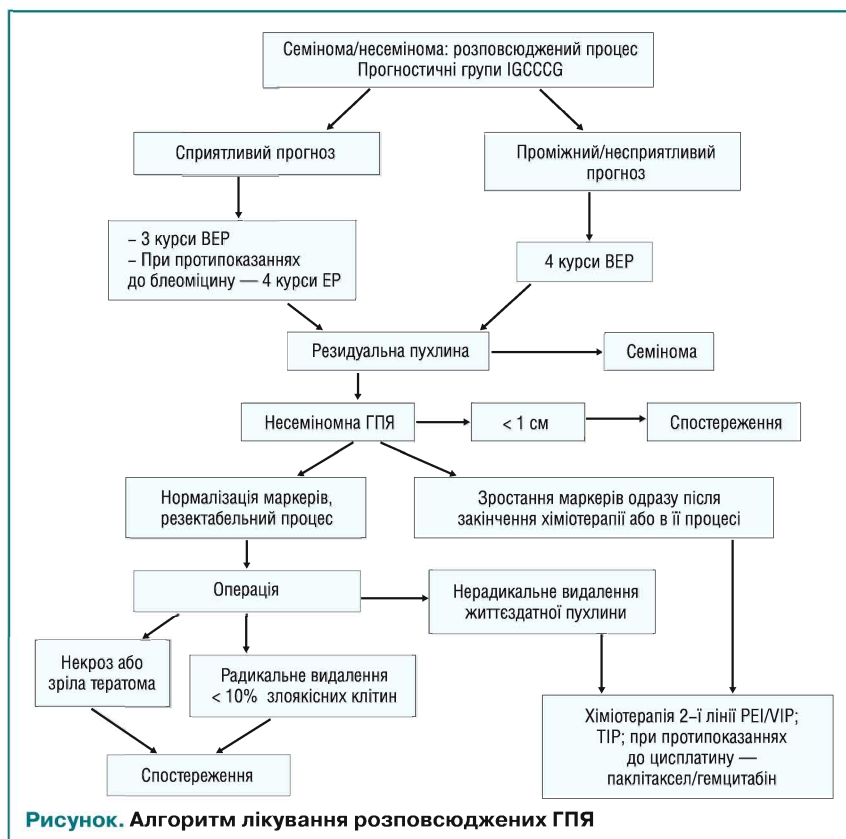 Семінома/несемінома: розповсюджений процес
Прогностичні групи IGCCCG
Сприятливий прогноз
Проміжний/несприятливий
прогноз
– 3 курси ВЕР
– При протипоказаннях
до блеоміцину — 4 курси ЕР
4 курси ВЕР
Резидуальна пухлина
Семінома
Несеміномна ГПЯ
< 1 см
Спостереження
Нормалізація маркерів,
резектабельний процес
Зростання маркерів одразу після
закінчення хіміотерапії або в її процесі
Операція
Нерадикальне видалення
життєздатної пухлини
Некроз або
зріла тератома
Радикальне видалення
< 10% злоякісних клітин
Хіміотерапія 2–ї лінії PEI/VIP;
TIP; при протипоказаннях
до цисплатину —
паклітаксел/гемцитабін
Спостереження
Рисунок. Алгоритм лікування розповсюджених ГПЯ